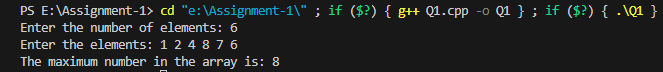 PS E:\Assignment-1> cd "e:\Assignment-1\" ; if ($?) { g++ Q1.cpp -o Q1 } ; if ($?) { .\Q1 }
Enter the number of elements: 6
Enter the elements: 1 2 4 8 7 6
The maximum number in the array is: 8